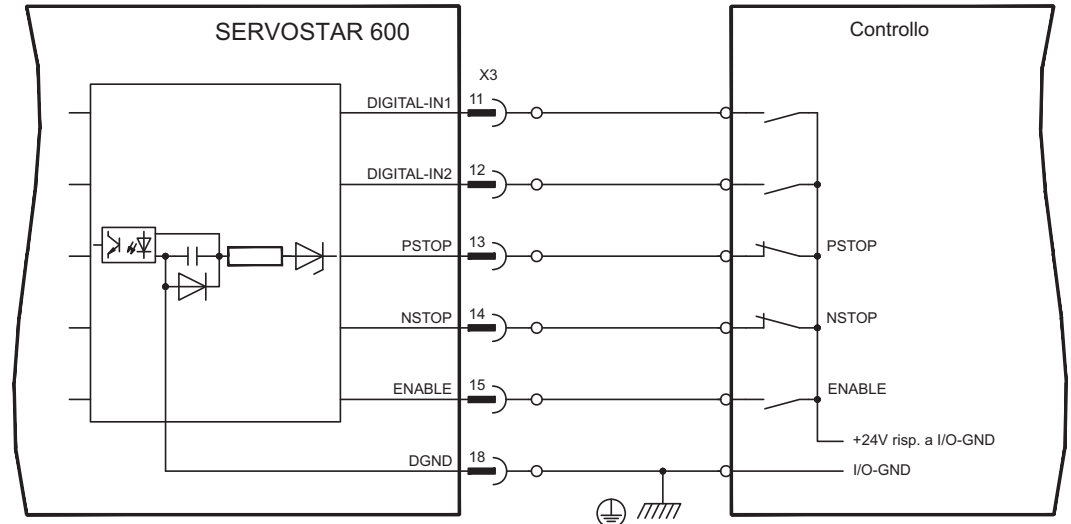 SERVOSTAR 600
Controllo
X3
DIGITAL-IN1 11
DIGITAL-IN2 12
PSTOP 13 PSTOP
NSTOP 14 NSTOP
ENABLE 15 ENABLE
+24V risp. a I/O-GND
DGND 18 I/O-GND